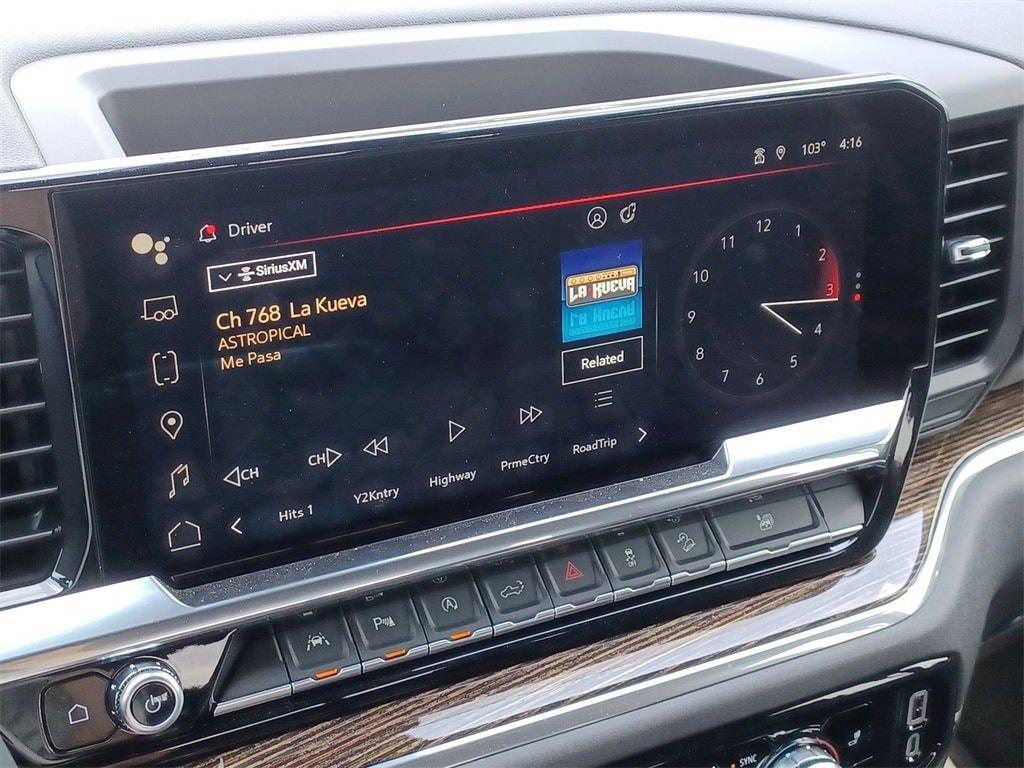 103° 4:16
Driver
SiriusXM
Ch 768 La Kueva
ASTROPICAL
Me Pasa
LA KUEVA
Related
12
1
2
3
4
5
6
7
8
9
10
11
CH
CH
Hits 1
Y2Kntry
Highway
PrmeCtry
RoadTrip
P
A
SYNC